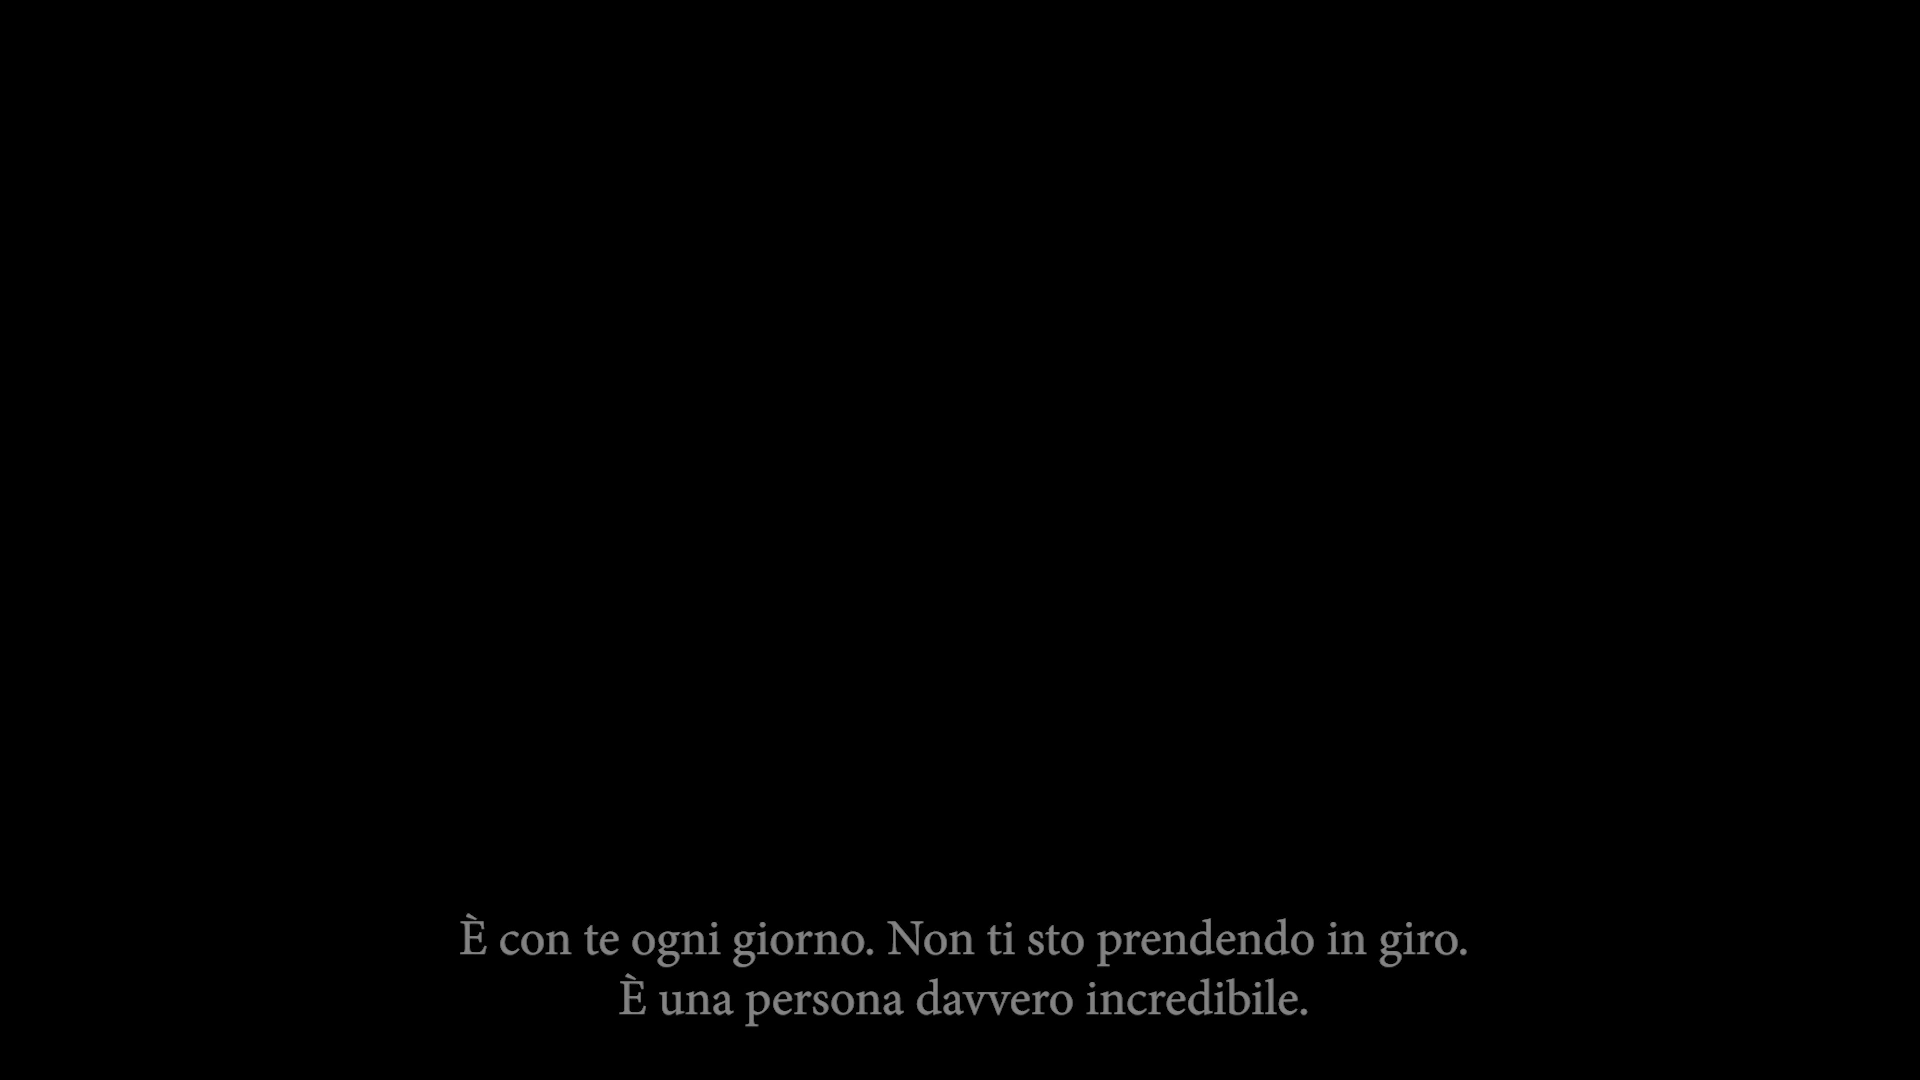 È con te ogni giorno. Non ti sto prendendo in giro.
È una persona davvero incredibile.